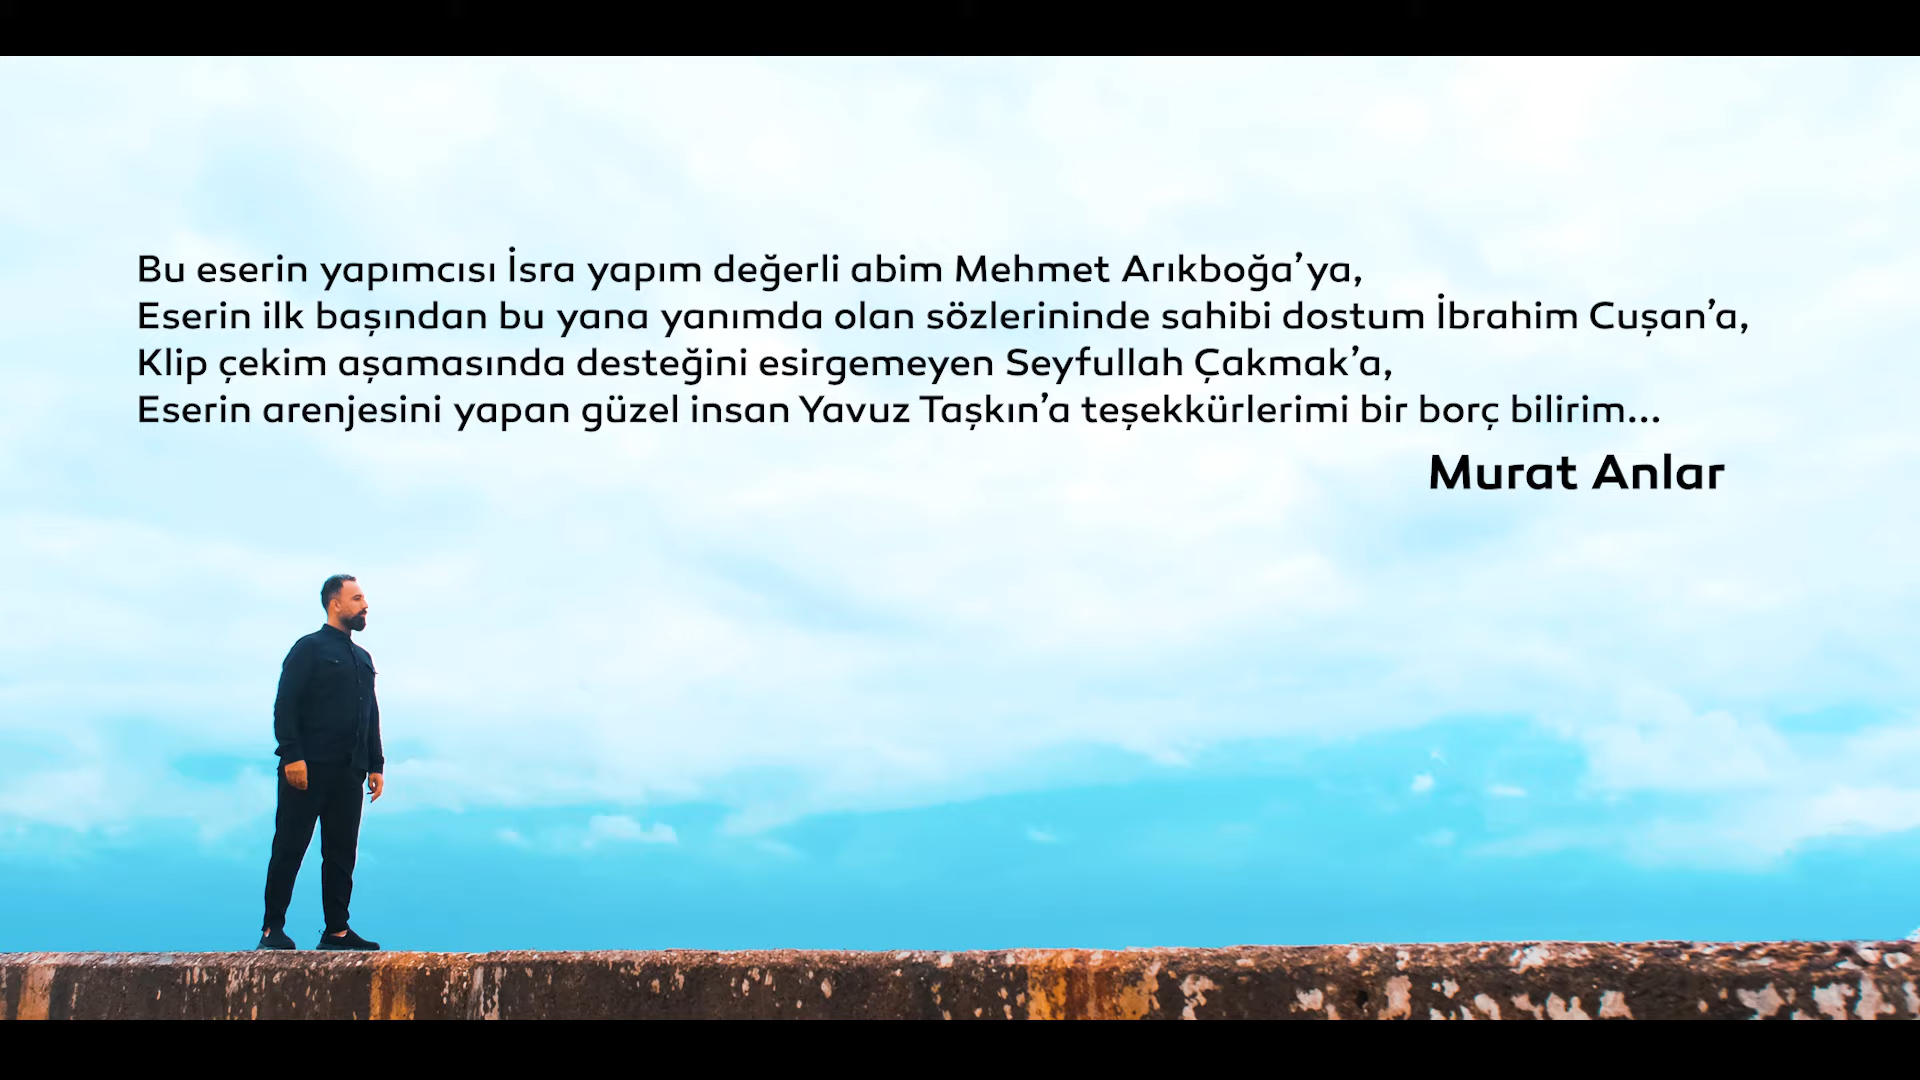 Bu eserin yapımcısı İsra yapım değerli abim Mehmet Arıkboğa’ya,
Eserin ilk başından bu yana yanımda olan sözlerininde sahibi dostum İbrahim Cuşan’a,
Klip çekim aşamasında desteğini esirgemeyen Seyfullah Çakmak’a,
Eserin arenjesini yapan güzel insan Yavuz Taşkın’a teşekkürlerimi bir borç bilirim...
Murat Anlar